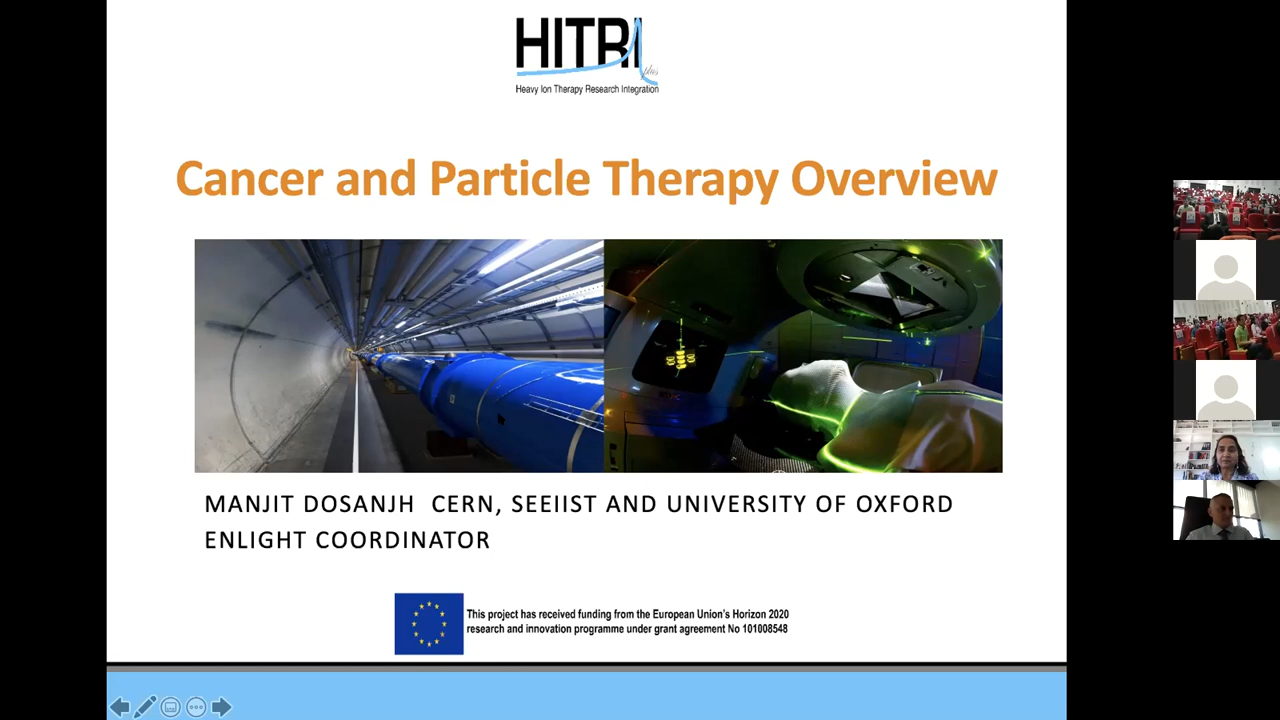 HITRI
plus
Heavy Ion Therapy Research Integration
Cancer and Particle Therapy Overview
MANJIT DOSANJH CERN, SEEIIST AND UNIVERSITY OF OXFORD
ENLIGHT COORDINATOR
This project has received funding from the European Union's Horizon 2020
research and innovation programme under grant agreement No 101008548